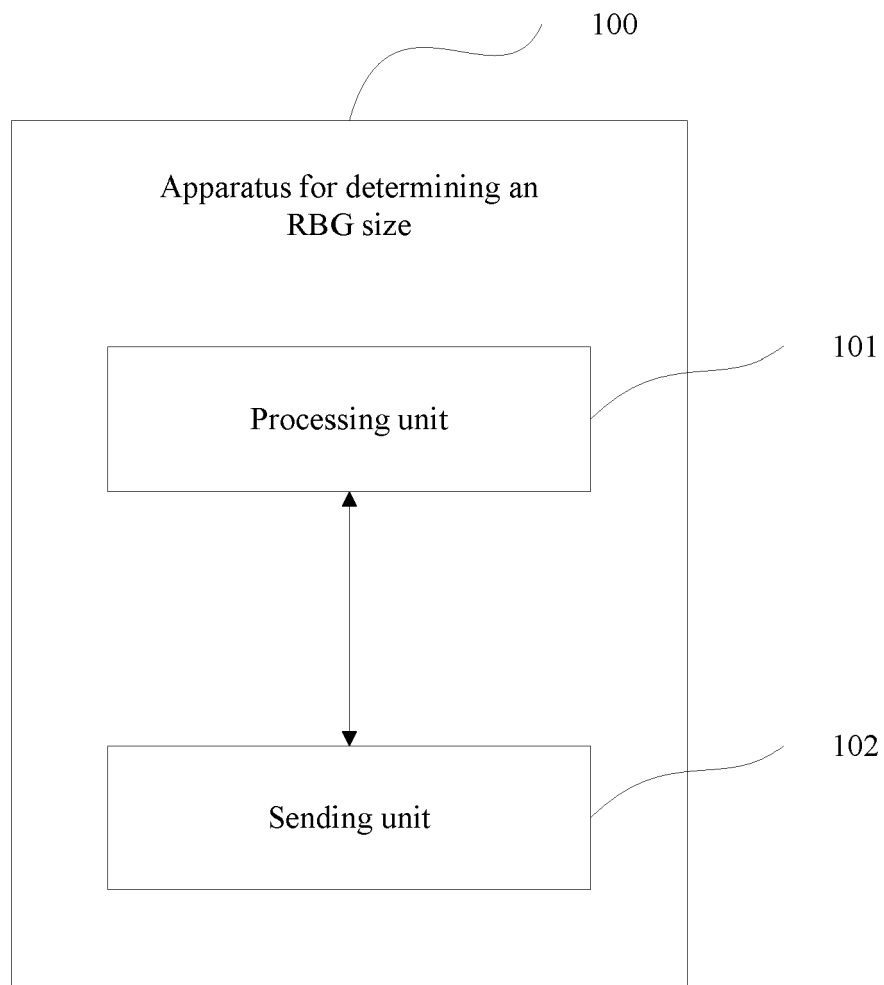 100
Apparatus for determining an
RBG size
101
Processing unit
102
Sending unit